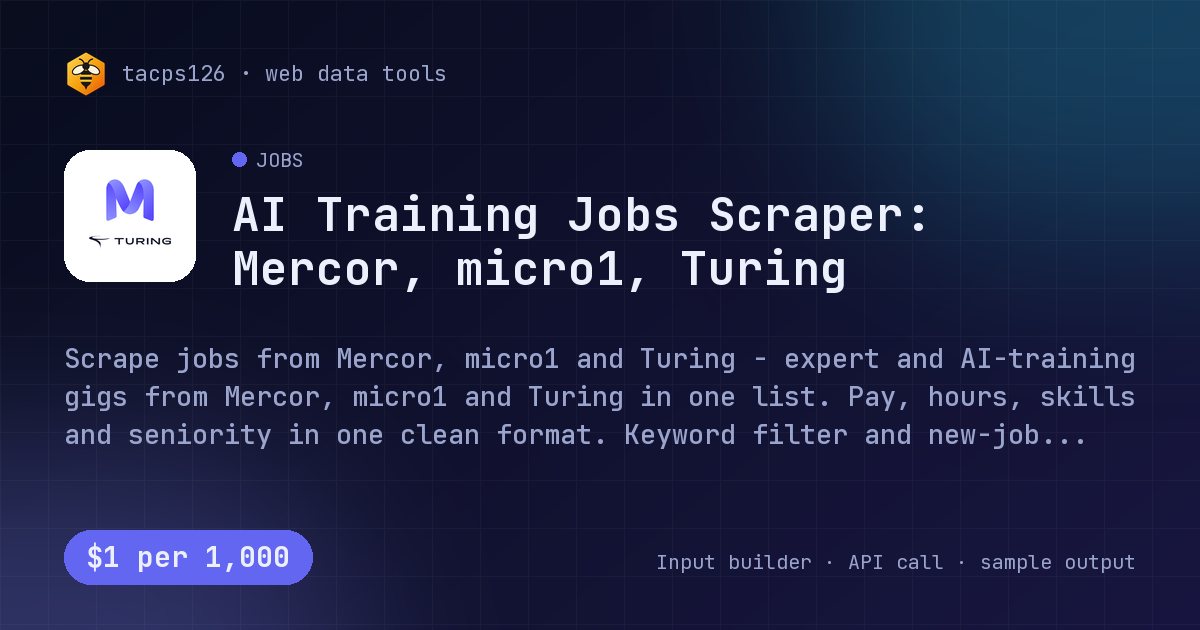 tacps126 · web data tools
JOBS
AI Training Jobs Scraper:
Mercor, micro1, Turing
TURING
Scrape jobs from Mercor, micro1 and Turing - expert and AI-training
gigs from Mercor, micro1 and Turing in one list. Pay, hours, skills
and seniority in one clean format. Keyword filter and new-job...
$1 per 1,000
Input builder · API call · sample output